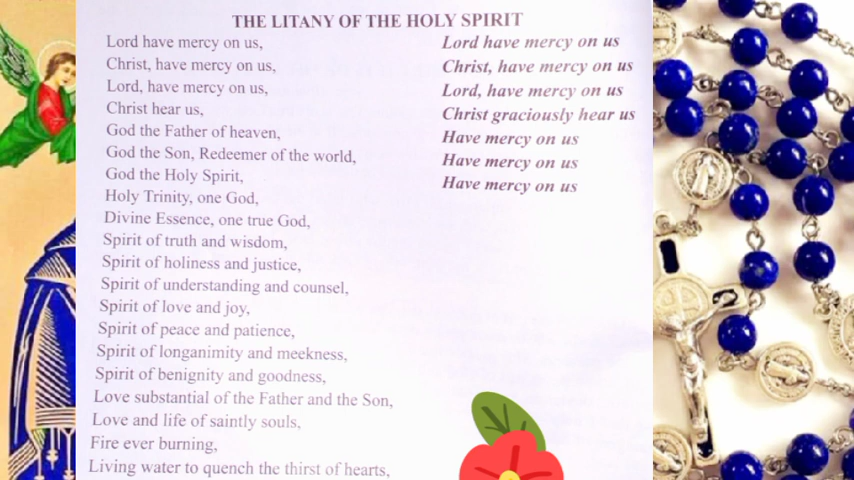 THE LITANY OF THE HOLY SPIRIT
Lord have mercy on us, Lord have mercy on us
Christ, have mercy on us, Christ, have mercy on us
Lord, have mercy on us, Lord, have mercy on us
Christ hear us, Christ graciously hear us
God the Father of heaven, Have mercy on us
God the Son, Redeemer of the world, Have mercy on us
God the Holy Spirit, Have mercy on us
Holy Trinity, one God,
Divine Essence, one true God,
Spirit of truth and wisdom,
Spirit of holiness and justice,
Spirit of understanding and counsel,
Spirit of love and joy,
Spirit of peace and patience,
Spirit of longanimity and meekness,
Spirit of benignity and goodness,
Love substantial of the Father and the Son,
Love and life of saintly souls,
Fire ever burning,
Living water to quench the thirst of hearts,